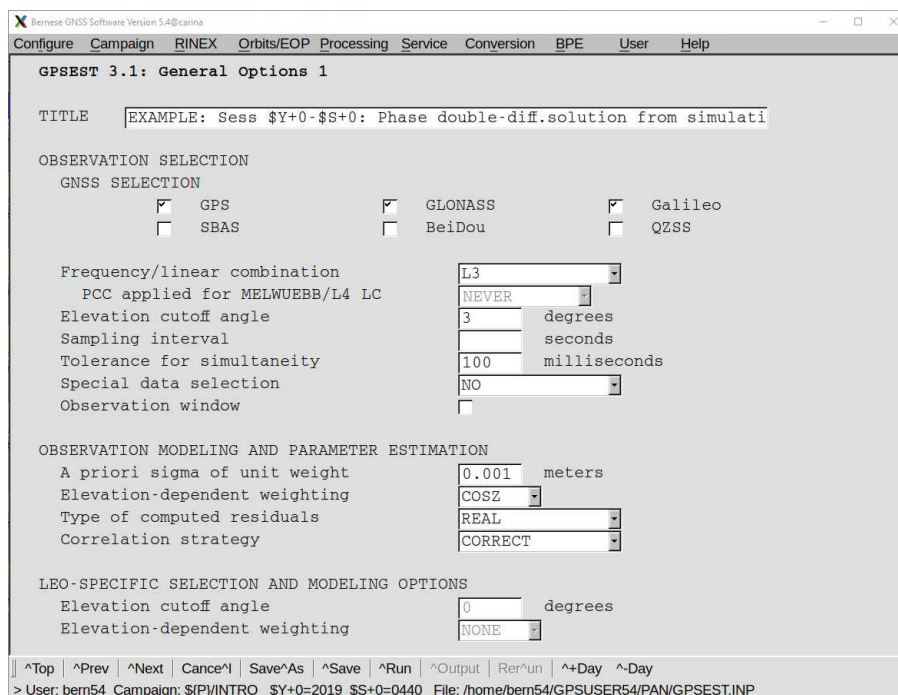 Bernese GNSS Software Version 5.4@carina
Configure Campaign RINEX Orbits/EOP Processing Service Conversion BPE User Help
GPSEST 3.1: General Options 1
TITLE EXAMPLE: Sess $Y+0-$S+0: Phase double-diff.solution from simulati
OBSERVATION SELECTION
GNSS SELECTION
GPS GLONASS Galileo
SBAS BeiDou QZSS
Frequency/linear combination L3
PCC applied for MELWUEBB/L4 LC NEVER
Elevation cutoff angle 3 degrees
Sampling interval seconds
Tolerance for simultaneity 100 milliseconds
Special data selection NO
Observation window
OBSERVATION MODELING AND PARAMETER ESTIMATION
A priori sigma of unit weight 0.001 meters
Elevation-dependent weighting COSZ
Type of computed residuals REAL
Correlation strategy CORRECT
LEO-SPECIFIC SELECTION AND MODELING OPTIONS
Elevation cutoff angle 0 degrees
Elevation-dependent weighting NONE
^Top ^Prev ^Next Cance^l Save^As ^Save ^Run ^Output Rer^un ^+Day ^-Day
> User: bern54 Campaign: ${P}/INTRO $Y+0=2019 $S+0=0440 File: /home/bern54/GPSUSER54/PAN/GPSEST.INP